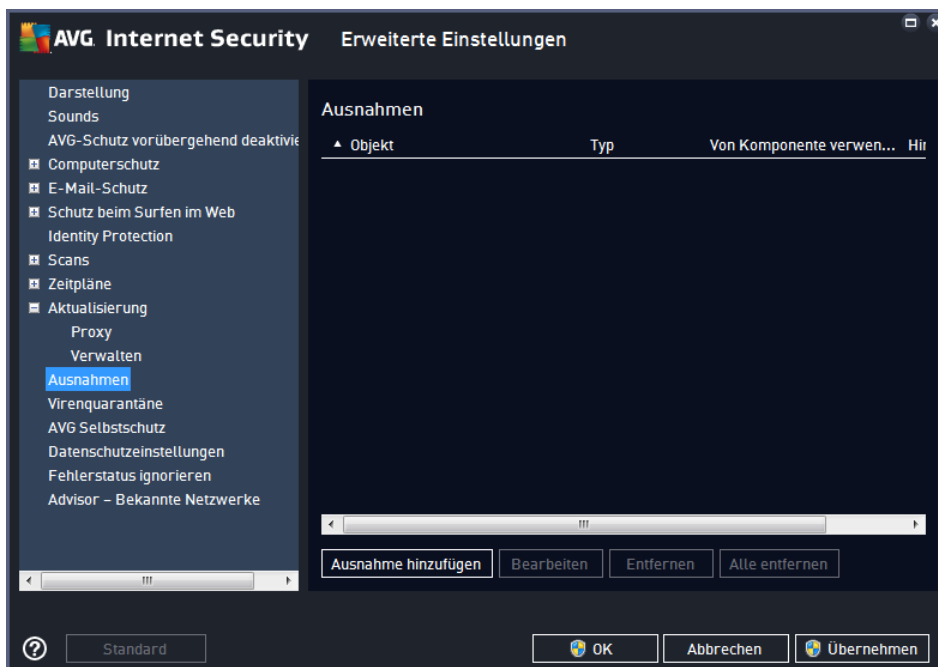 AVG Internet Security Erweiterte Einstellungen
Darstellung
Sounds
AVG-Schutz vorübergehend deaktivie
Computerschutz
E-Mail-Schutz
Schutz beim Surfen im Web
Identity Protection
Scans
Zeitpläne
Aktualisierung
Proxy
Verwalten
Ausnahmen
Virenquarantäne
AVG Selbstschutz
Datenschutzeinstellungen
Fehlerstatus ignorieren
Advisor – Bekannte Netzwerke
Ausnahmen
Objekt Typ Von Komponente verwen... Hin
Ausnahme hinzufügen Bearbeiten Entfernen Alle entfernen
? Standard OK Abbrechen Übernehmen